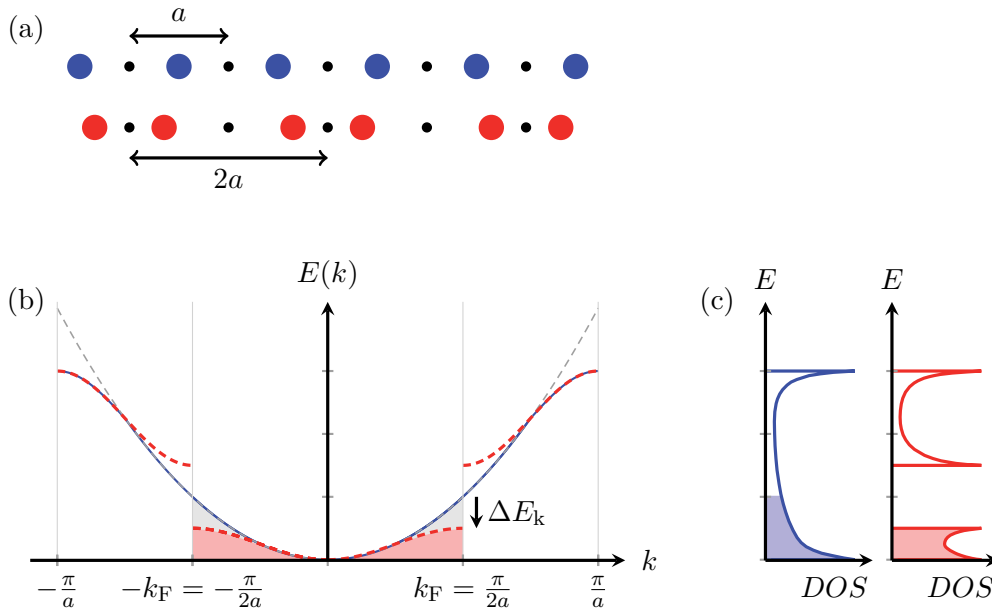 (a)
a
2a
(b)
E(k)
ΔE_k
k
-π/a
-k_F = -π/2a
k_F = π/2a
π/a
(c)
E
E
DOS
DOS